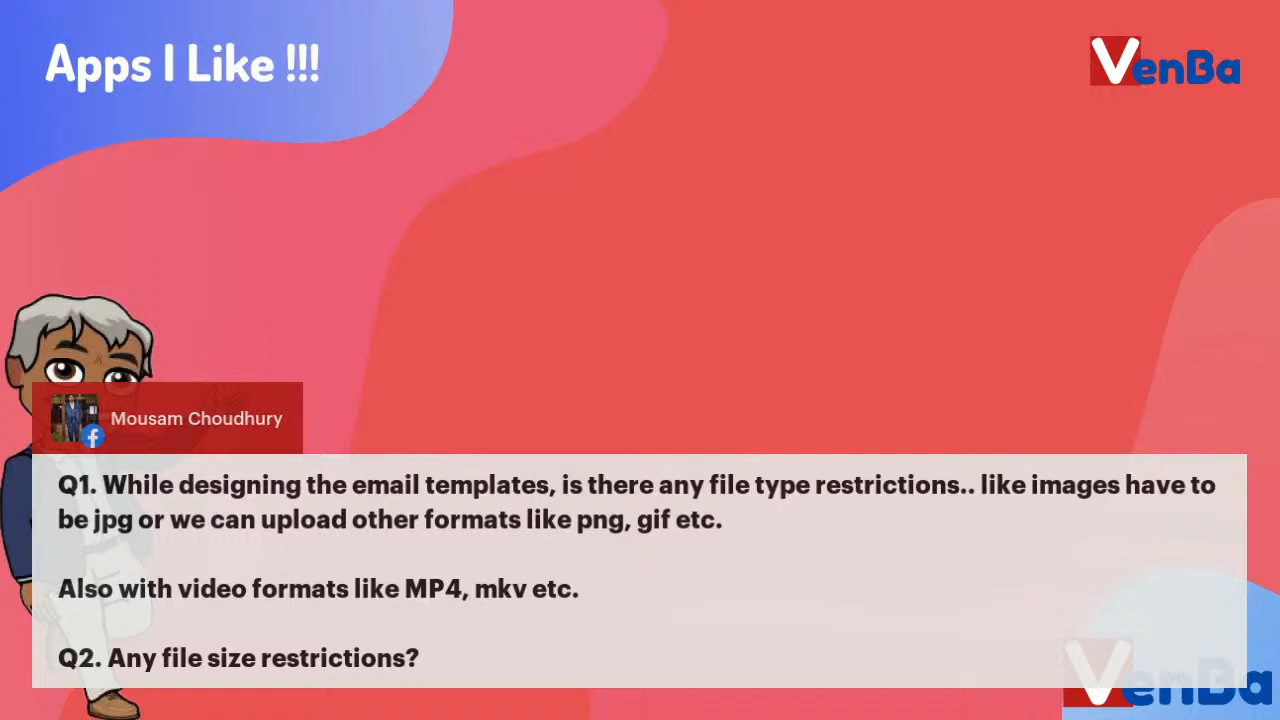 Apps I Like !!!
VenBa
Mousam Choudhury
Q1. While designing the email templates, is there any file type restrictions.. like images have to
be jpg or we can upload other formats like png, gif etc.
Also with video formats like MP4, mkv etc.
Q2. Any file size restrictions?
VenBa